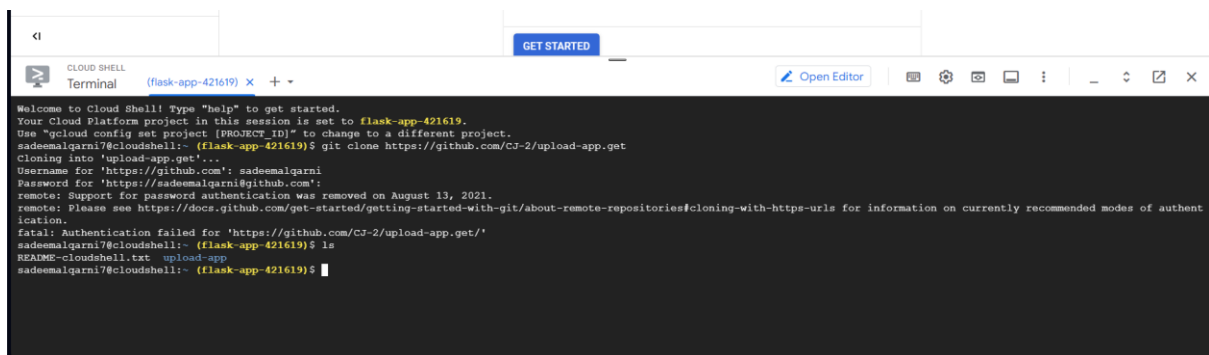 GET STARTED
CLOUD SHELL
Terminal
(flask-app-421619)
Open Editor
Welcome to Cloud Shell! Type "help" to get started.
Your Cloud Platform project in this session is set to flask-app-421619.
Use "gcloud config set project [PROJECT_ID]" to change to a different project.
sadeemalqarni7@cloudshell:~ (flask-app-421619)$ git clone https://github.com/CJ-2/upload-app.get
Cloning into 'upload-app.get'...
Username for 'https://github.com': sadeemalqarni
Password for 'https://sadeemalqarni@github.com':
remote: Support for password authentication was removed on August 13, 2021.
remote: Please see https://docs.github.com/get-started/getting-started-with-git/about-remote-repositories#cloning-with-https-urls for information on currently recommended modes of authent
ication.
fatal: Authentication failed for 'https://github.com/CJ-2/upload-app.get/'
sadeemalqarni7@cloudshell:~ (flask-app-421619)$ ls
README-cloudshell.txt upload-app
sadeemalqarni7@cloudshell:~ (flask-app-421619)$